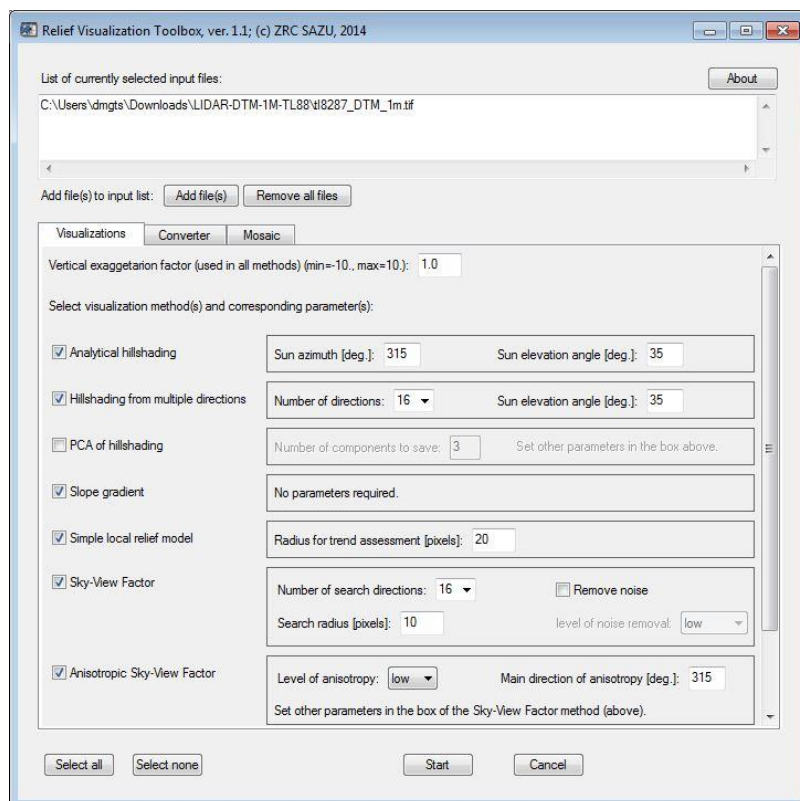 Relief Visualization Toolbox, ver. 1.1; (c) ZRC SAZU, 2014
List of currently selected input files:
About
C:\Users\dmgts\Downloads\LIDAR-DTM-1M-TL88\tl8287_DTM_1m.tif
Add file(s) to input list: Add file(s) Remove all files
Visualizations Converter Mosaic
Vertical exaggetarion factor (used in all methods) (min=-10., max=10.): 1.0
Select visualization method(s) and corresponding parameter(s):
Analytical hillshading Sun azimuth [deg.]: 315 Sun elevation angle [deg.]: 35
Hillshading from multiple directions Number of directions: 16 Sun elevation angle [deg.]: 35
PCA of hillshading Number of components to save: 3 Set other parameters in the box above.
Slope gradient No parameters required.
Simple local relief model Radius for trend assessment [pixels]: 20
Sky-View Factor Number of search directions: 16 Remove noise
Search radius [pixels]: 10 level of noise removal: low
Anisotropic Sky-View Factor Level of anisotropy: low Main direction of anisotropy [deg.]: 315
Set other parameters in the box of the Sky-View Factor method (above).
Select all Select none Start Cancel